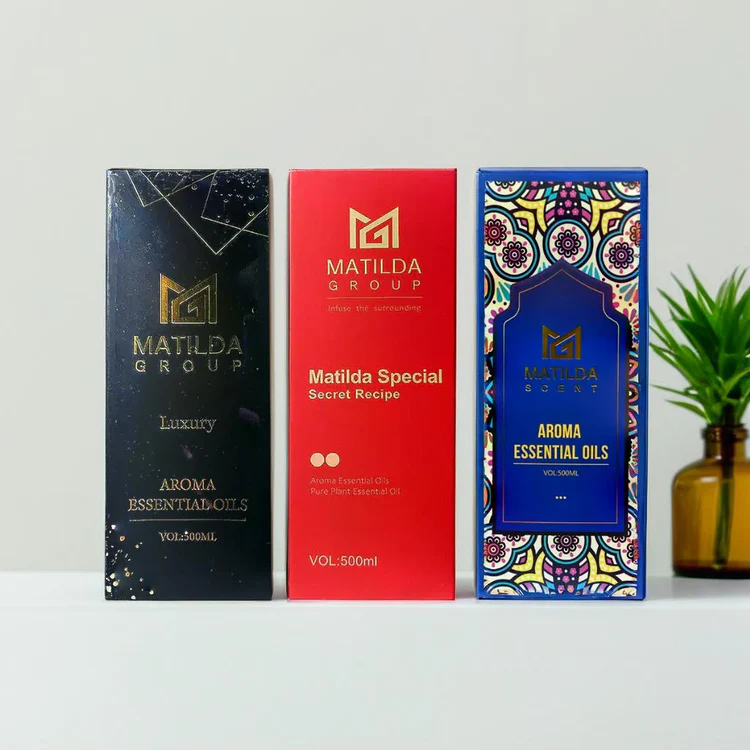 MATILDA
GROUP
Luxury
AROMA
ESSENTIAL OILS
VOL:500ML
MATILDA
GROUP
Infuse the surrounding
Matilda Special
Secret Recipe
Aroma Essential Oils
Pure Plant Essential Oil
VOL:500ml
MATILDA
SCENT
AROMA
ESSENTIAL OILS
VOL:500ML